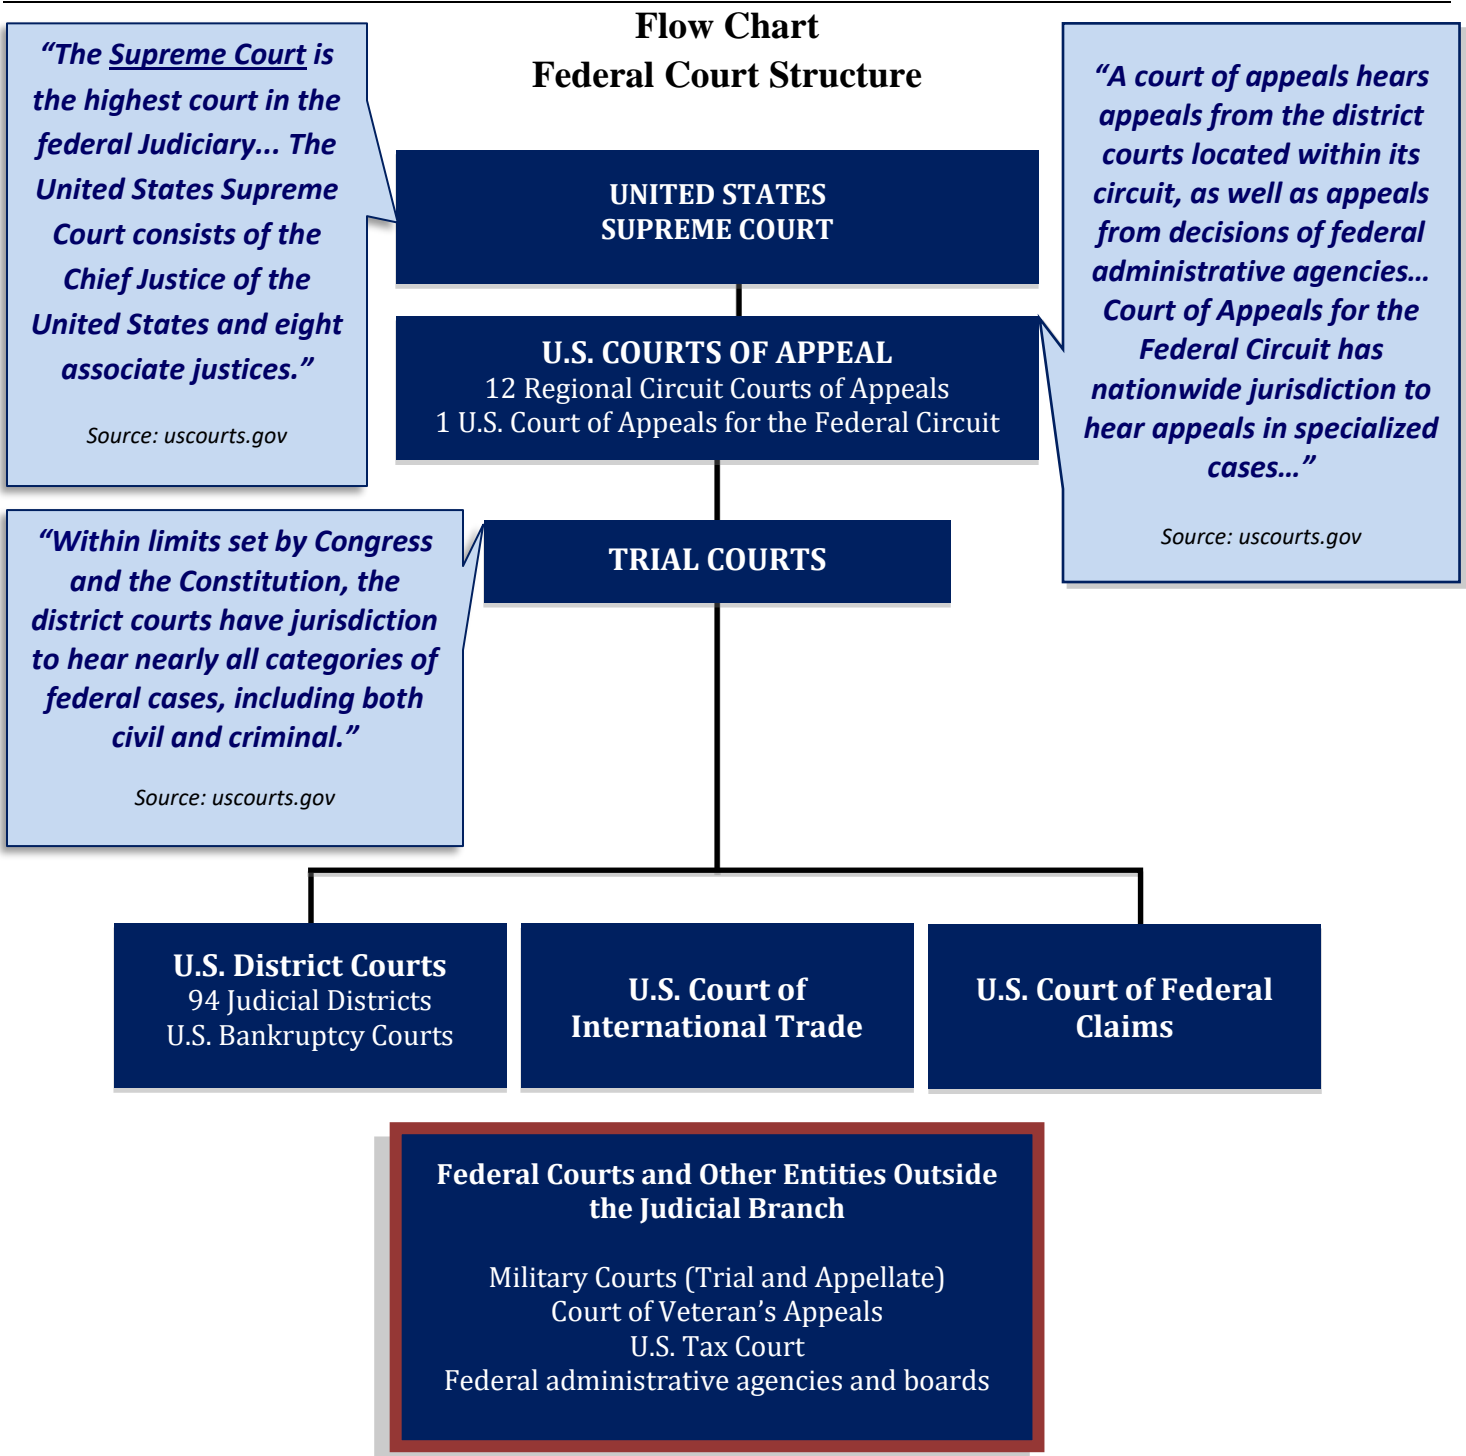 Flow Chart
Federal Court Structure
“The Supreme Court is
the highest court in the
federal Judiciary... The
United States Supreme
Court consists of the
Chief Justice of the
United States and eight
associate justices.”
Source: uscourts.gov
UNITED STATES
SUPREME COURT
“A court of appeals hears
appeals from the district
courts located within its
circuit, as well as appeals
from decisions of federal
administrative agencies…
Court of Appeals for the
Federal Circuit has
nationwide jurisdiction to
hear appeals in specialized
cases…”
Source: uscourts.gov
U.S. COURTS OF APPEAL
12 Regional Circuit Courts of Appeals
1 U.S. Court of Appeals for the Federal Circuit
“Within limits set by Congress
and the Constitution, the
district courts have jurisdiction
to hear nearly all categories of
federal cases, including both
civil and criminal.”
Source: uscourts.gov
TRIAL COURTS
U.S. District Courts
94 Judicial Districts
U.S. Bankruptcy Courts
U.S. Court of
International Trade
U.S. Court of Federal
Claims
Federal Courts and Other Entities Outside
the Judicial Branch
Military Courts (Trial and Appellate)
Court of Veteran’s Appeals
U.S. Tax Court
Federal administrative agencies and boards